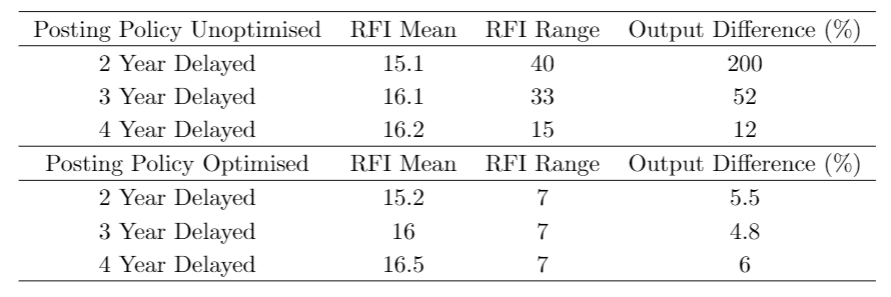 Posting Policy Unoptimised RFI Mean RFI Range Output Difference (%)
2 Year Delayed 15.1 40 200
3 Year Delayed 16.1 33 52
4 Year Delayed 16.2 15 12
Posting Policy Optimised RFI Mean RFI Range Output Difference (%)
2 Year Delayed 15.2 7 5.5
3 Year Delayed 16 7 4.8
4 Year Delayed 16.5 7 6